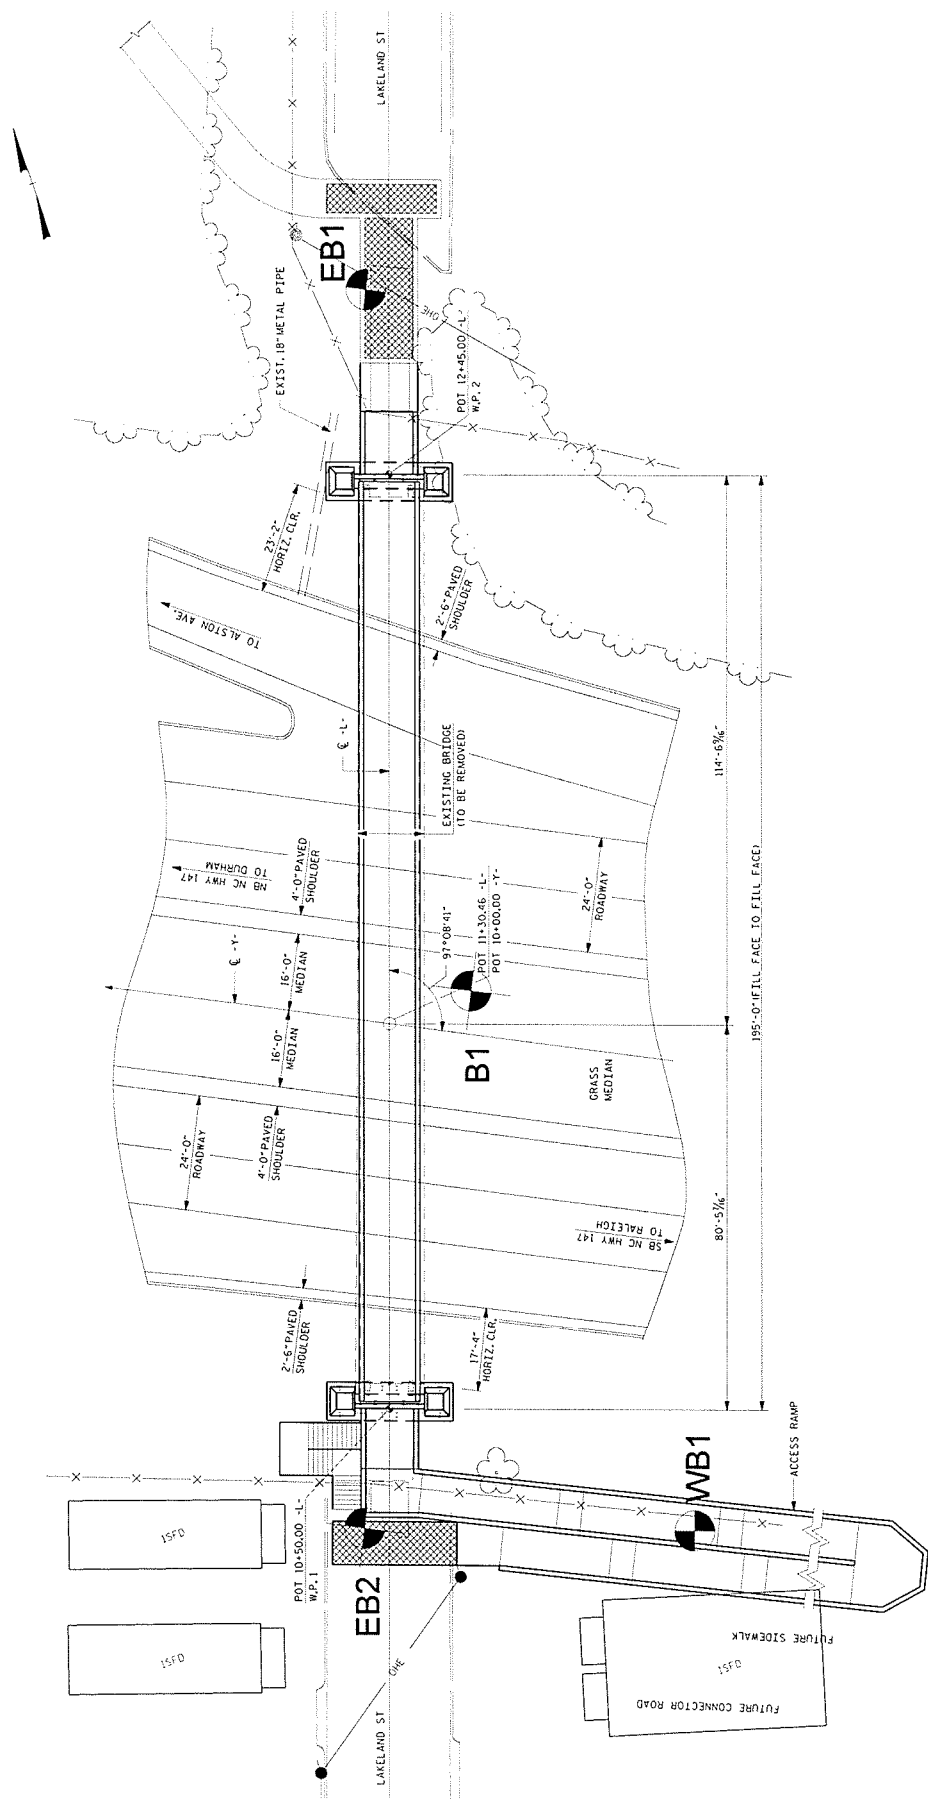 LAKELAND ST
EB1
EXIST. 18" METAL PIPE
OHE
POT 12+45.00 -L-
W.P. 2
23'-2"
HORIZ. CLR.
2'-6" PAVED
SHOULDER
TO ALSTON AVE.
℄ -L-
EXISTING BRIDGE
(TO BE REMOVED)
114'-6 9/16"
NB NC HWY 147
TO DURHAM
4'-0" PAVED
SHOULDER
24'-0"
ROADWAY
195'-0" (FILL FACE TO FILL FACE)
℄ -Y-
16'-0"
MEDIAN
97°08'41"
POT 11+30.46 -L-
POT 10+00.00 -Y-
B1
16'-0"
MEDIAN
GRASS
MEDIAN
24'-0"
ROADWAY
4'-0" PAVED
SHOULDER
80'-5 7/16"
SB NC HWY 147
TO RALEIGH
2'-6" PAVED
SHOULDER
17'-4"
HORIZ. CLR.
ACCESS RAMP
WB1
1SFD
POT 10+50.00 -L-
W.P. 1
EB2
1SFD
OHE
FUTURE SIDEWALK
1SFD
FUTURE CONNECTOR ROAD
LAKELAND ST